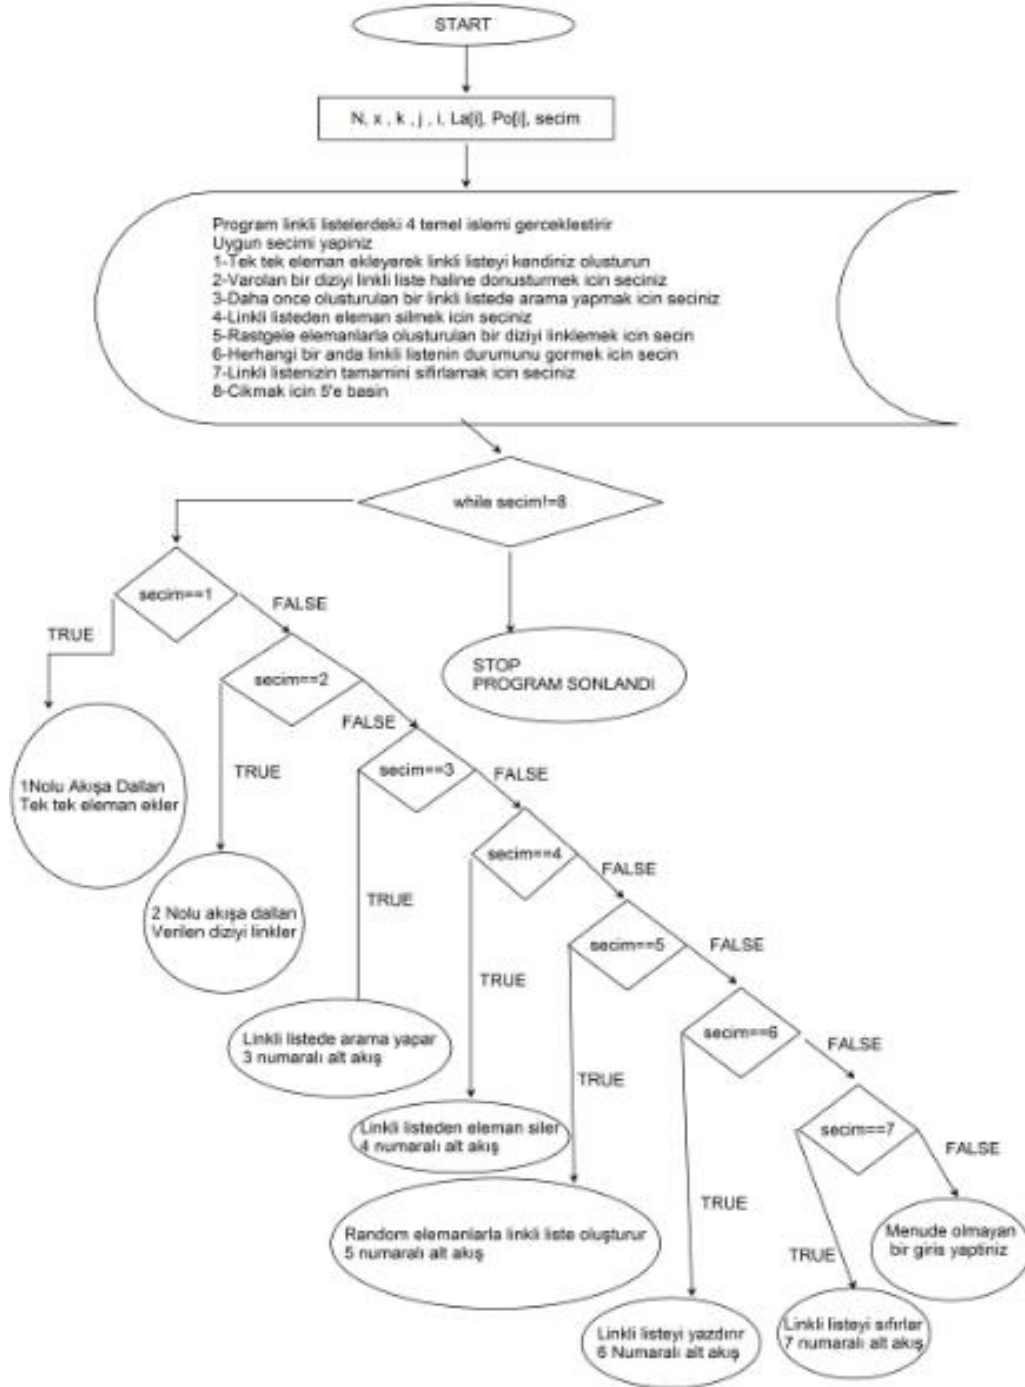 START
N, x , k , j , i, La[i], Po[i], secim
Program linkli listelerdeki 4 temel islemi gerceklestirir
Uygun secimi yapiniz
1-Tek tek eleman ekleyerek linkli listeyi kendiniz olusturun
2-Varolan bir diziyi linkli liste haline donusturmek icin seciniz
3-Daha once olusturulan bir linkli listede arama yapmak icin seciniz
4-Linkli listeden eleman silmek icin seciniz
5-Rastgele elemanlarla olusturulan bir diziyi linklemek icin secin
6-Herhangi bir anda linkli listenin durumunu gormek icin secin
7-Linkli listenizin tamamini sifirlamak icin seciniz
8-Cikmak icin 5'e basin
while secim!=8
secim==1
FALSE
TRUE
STOP
PROGRAM SONLANDI
secim==2
FALSE
TRUE
secim==3
FALSE
1Nolu Akışa Dallan
Tek tek eleman ekler
secim==4
FALSE
TRUE
2 Nolu akışa dallan
Verilen diziyi linkler
secim==5
FALSE
TRUE
Linkli listede arama yapar
3 numaralı alt akış
secim==6
FALSE
TRUE
Linkli listeden eleman siler
4 numaralı alt akış
secim==7
FALSE
TRUE
Random elemanlarla linkli liste oluşturur
5 numaralı alt akış
Menude olmayan
bir giris yaptiniz
TRUE
Linkli listeyi yazdırır
6 Numaralı alt akış
Linkli listeyi sıfırlar
7 numaralı alt akış